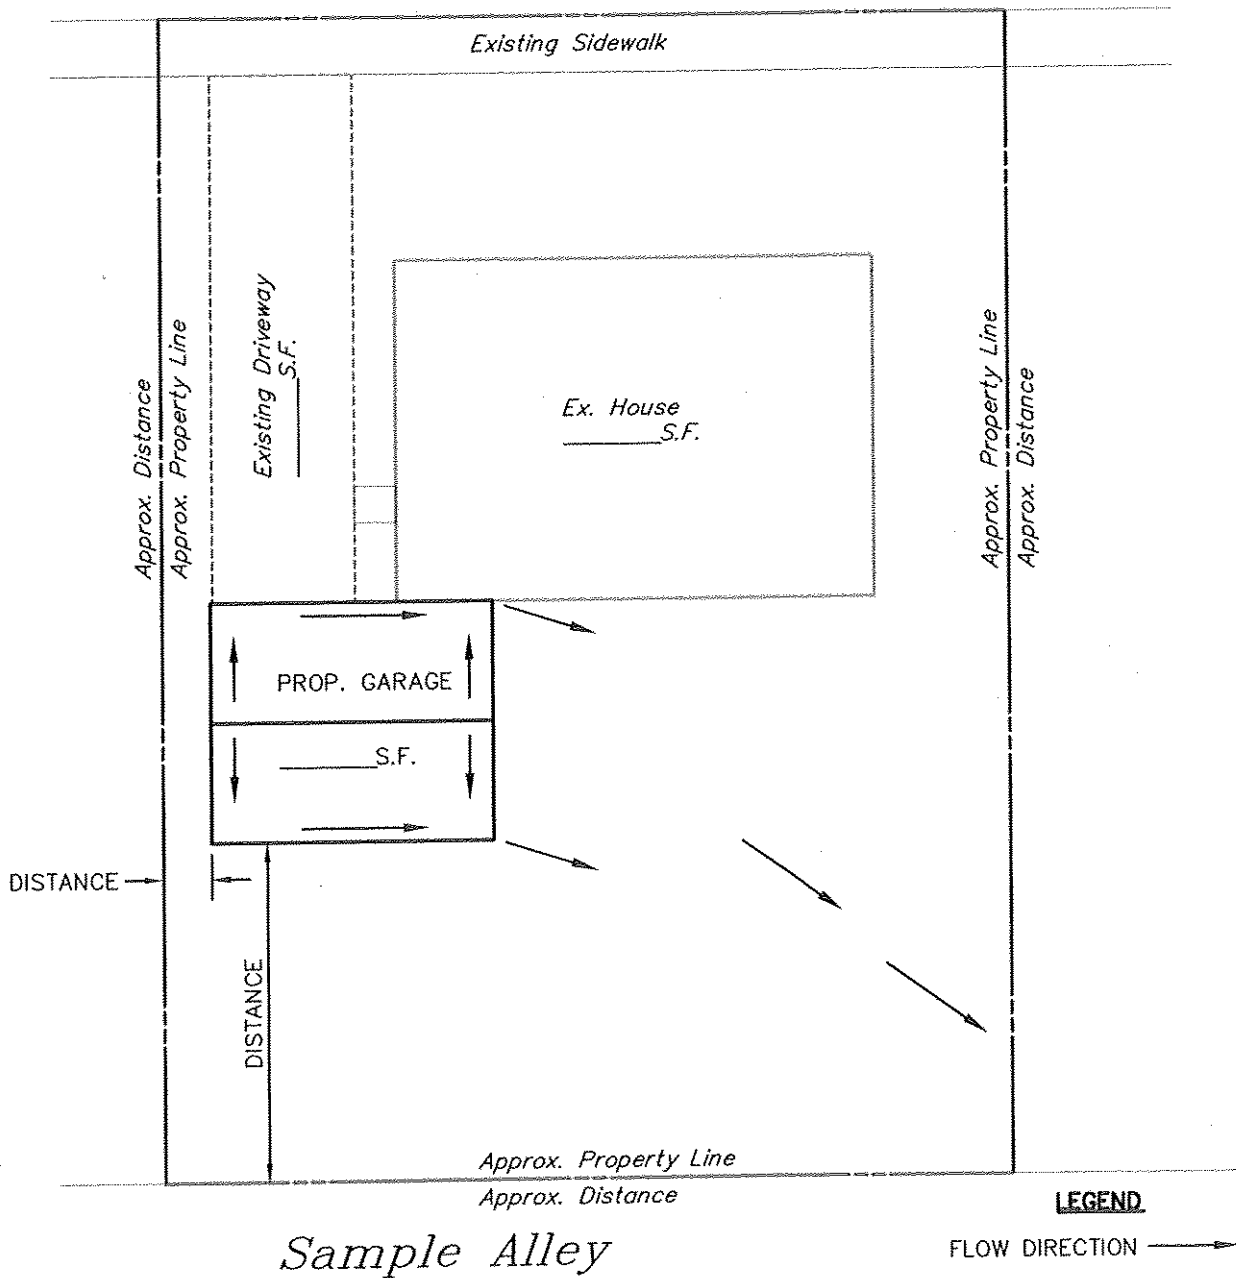 Existing Sidewalk
Approx. Distance
Approx. Property Line
Existing Driveway
S.F.
Ex. House
S.F.
Approx. Property Line
Approx. Distance
PROP. GARAGE
S.F.
DISTANCE
DISTANCE
Approx. Property Line
Approx. Distance
LEGEND
Sample Alley
FLOW DIRECTION